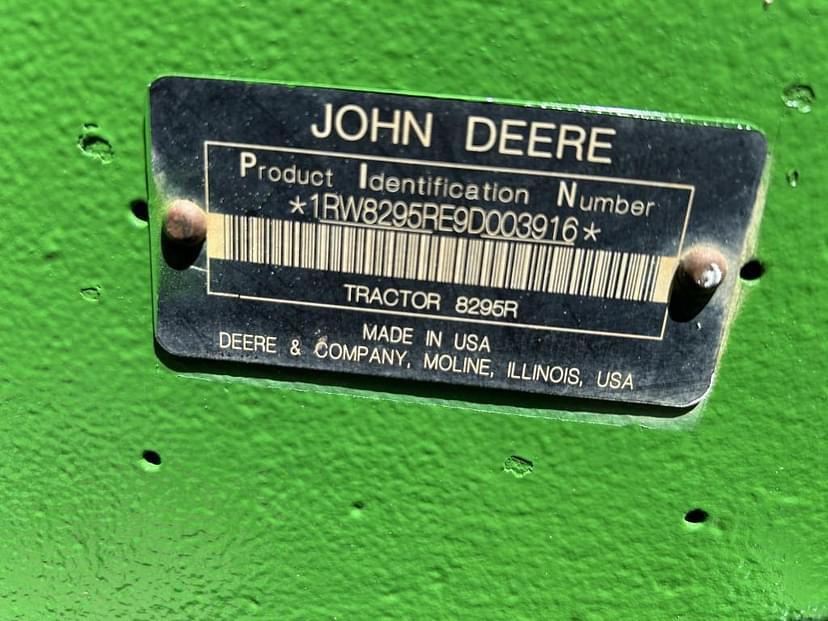 JOHN DEERE
Product Identification Number
*1RW8295RE9D003916*
TRACTOR 8295R
MADE IN USA
DEERE & COMPANY, MOLINE, ILLINOIS, USA